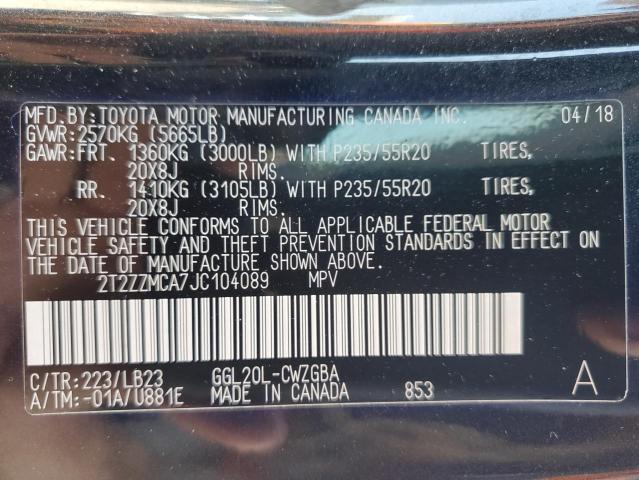 MFD.BY:TOYOTA MOTOR MANUFACTURING CANADA INC. 04/18
GVWR:2570KG (5665LB)
GAWR:FRT. 1360KG (3000LB) WITH P235/55R20 TIRES,
20X8J RIMS.
RR. 1410KG (3105LB) WITH P235/55R20 TIRES,
20X8J RIMS.
THIS VEHICLE CONFORMS TO ALL APPLICABLE FEDERAL MOTOR
VEHICLE SAFETY AND THEFT PREVENTION STANDARDS IN EFFECT ON
THE DATE OF MANUFACTURE SHOWN ABOVE.
2T2ZZMCA7JC104089 MPV
C/TR:223/LB23 GGL20L-CWZGBA
A/TM:-01A/U881E MADE IN CANADA 853 A